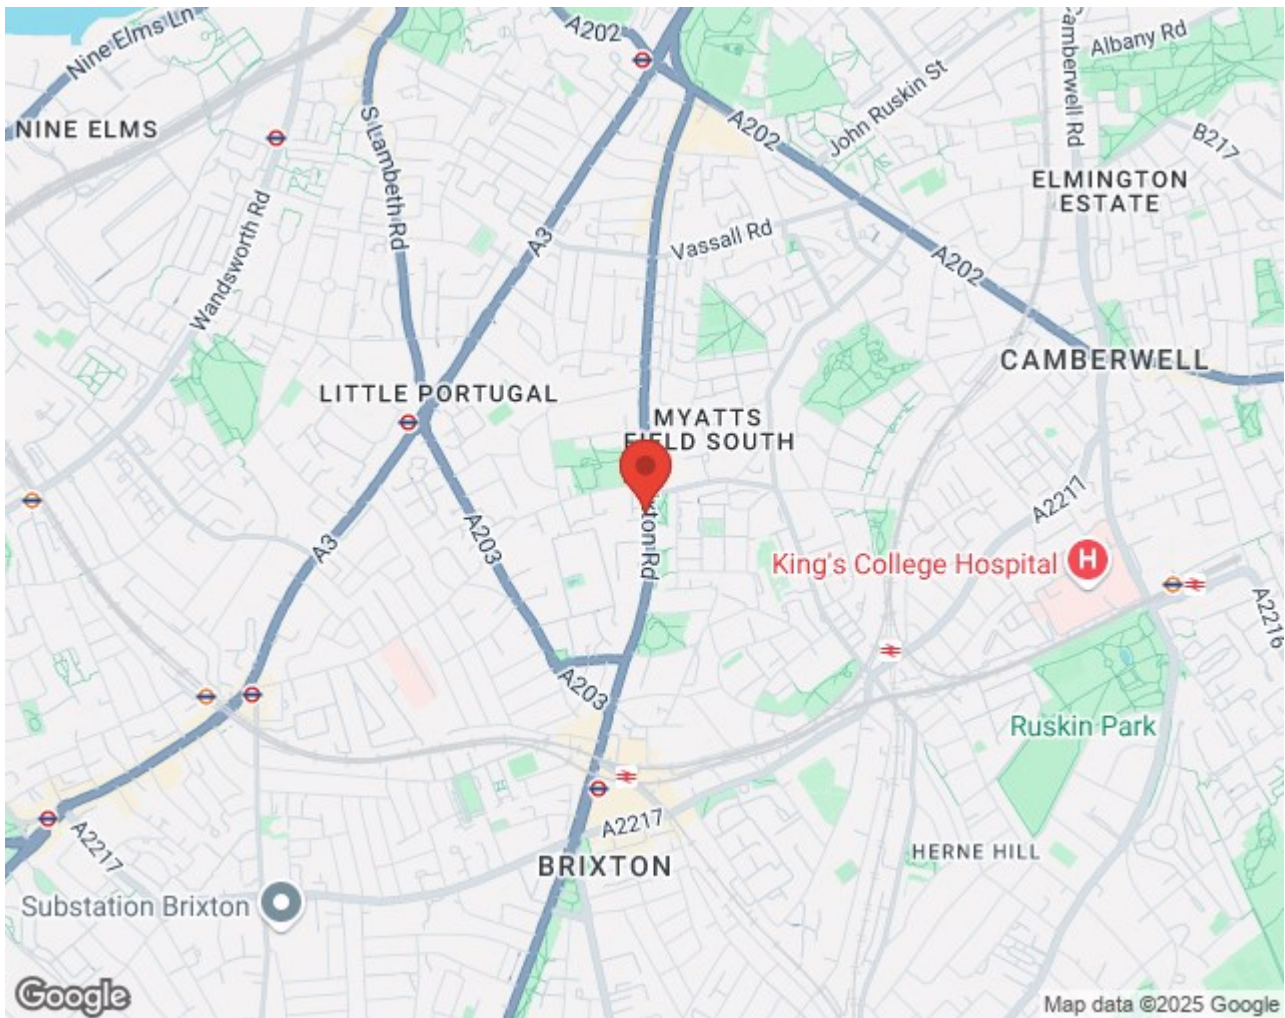 Nine Elms Ln
A202
Camberwell Rd
Albany Rd
NINE ELMS
S Lambeth Rd
A202
John Ruskin St
B217
ELMINGTON
ESTATE
Wandsworth Rd
A3
Vassall Rd
A202
CAMBERWELL
LITTLE PORTUGAL
MYATTS
FIELD SOUTH
A2217
A203
A3
King's College Hospital
H
A2216
A203
Ruskin Park
A2217
A2217
HERNE HILL
BRIXTON
Substation Brixton
Google
Map data ©2025 Google